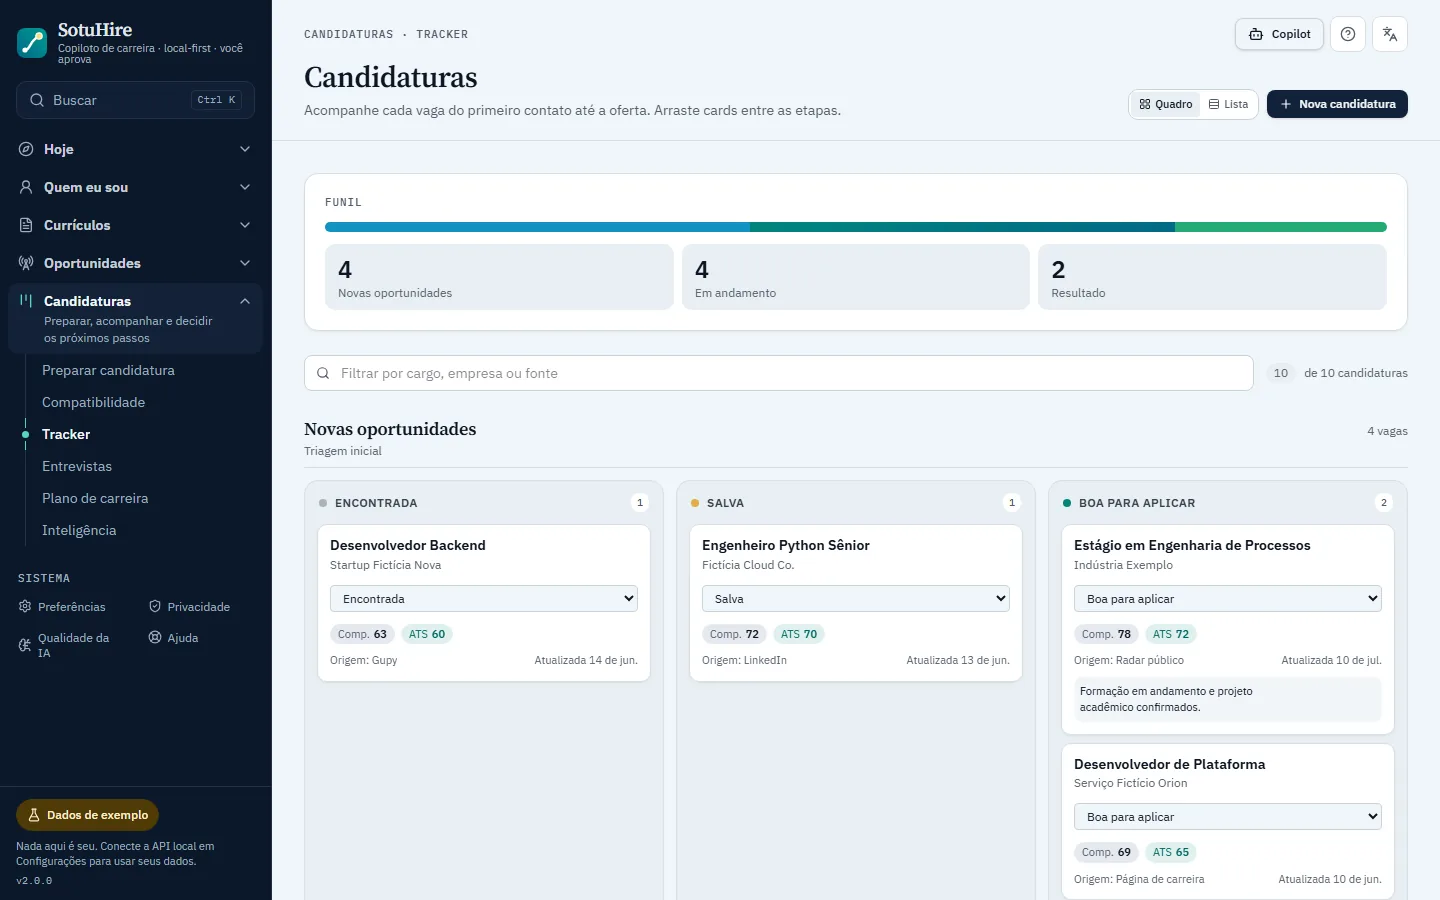 SotuHire
Copiloto de carreira · local-first · você
aprova
Buscar
Ctrl K
Hoje
Quem eu sou
Currículos
Oportunidades
Candidaturas
Preparar, acompanhar e decidir
os próximos passos
Preparar candidatura
Compatibilidade
Tracker
Entrevistas
Plano de carreira
Inteligência
SISTEMA
Preferências
Privacidade
Qualidade da
IA
Ajuda
Dados de exemplo
Nada aqui é seu. Conecte a API local em
Configurações para usar seus dados.
v2.0.0
CANDIDATURAS · TRACKER
Copilot
Candidaturas
Acompanhe cada vaga do primeiro contato até a oferta. Arraste cards entre as etapas.
Quadro
Lista
Nova candidatura
FUNIL
4
Novas oportunidades
4
Em andamento
2
Resultado
Filtrar por cargo, empresa ou fonte
10 de 10 candidaturas
Novas oportunidades
4 vagas
Triagem inicial
ENCONTRADA
1
Desenvolvedor Backend
Startup Fictícia Nova
Encontrada
Comp. 63
ATS 60
Origem: Gupy
Atualizada 14 de jun.
SALVA
1
Engenheiro Python Sênior
Fictícia Cloud Co.
Salva
Comp. 72
ATS 70
Origem: LinkedIn
Atualizada 13 de jun.
BOA PARA APLICAR
2
Estágio em Engenharia de Processos
Indústria Exemplo
Boa para aplicar
Comp. 78
ATS 72
Origem: Radar público
Atualizada 10 de jul.
Formação em andamento e projeto
acadêmico confirmados.
Desenvolvedor de Plataforma
Serviço Fictício Orion
Boa para aplicar
Comp. 69
ATS 65
Origem: Página de carreira
Atualizada 10 de jun.